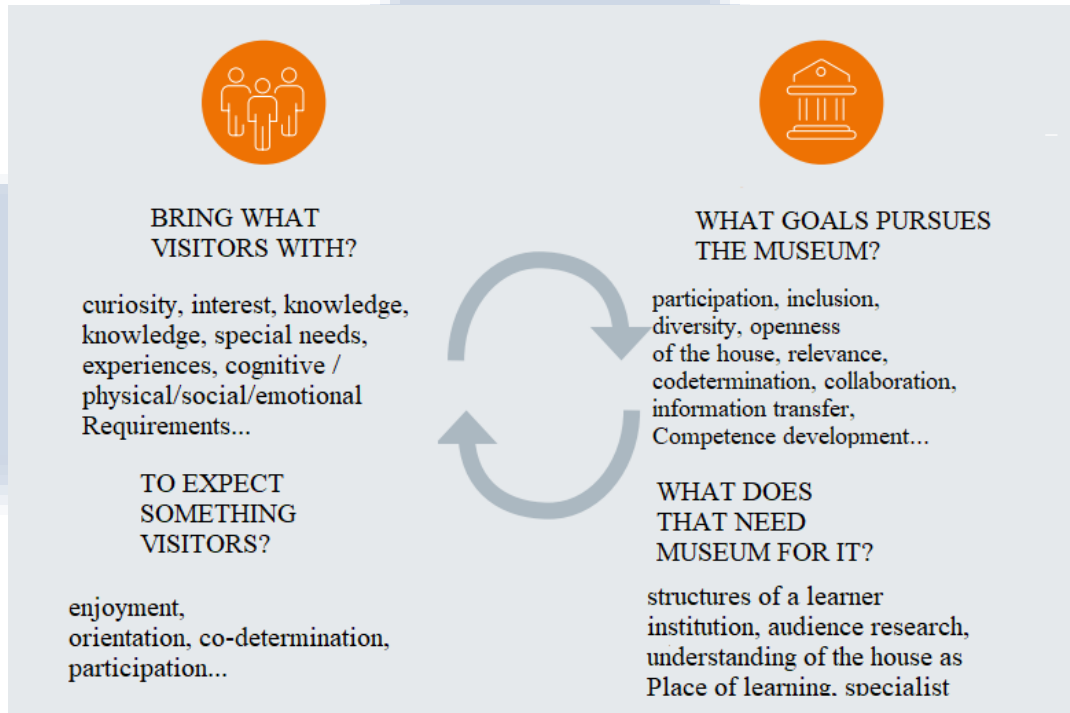 BRING WHAT
VISITORS WITH?
curiosity, interest, knowledge,
knowledge, special needs,
experiences, cognitive /
physical/social/emotional
Requirements...
TO EXPECT
SOMETHING
VISITORS?
enjoyment,
orientation, co-determination,
participation...
WHAT GOALS PURSUES
THE MUSEUM?
participation, inclusion,
diversity, openness
of the house, relevance,
codetermination, collaboration,
information transfer,
Competence development...
WHAT DOES
THAT NEED
MUSEUM FOR IT?
structures of a learner
institution, audience research,
understanding of the house as
Place of learning, specialist